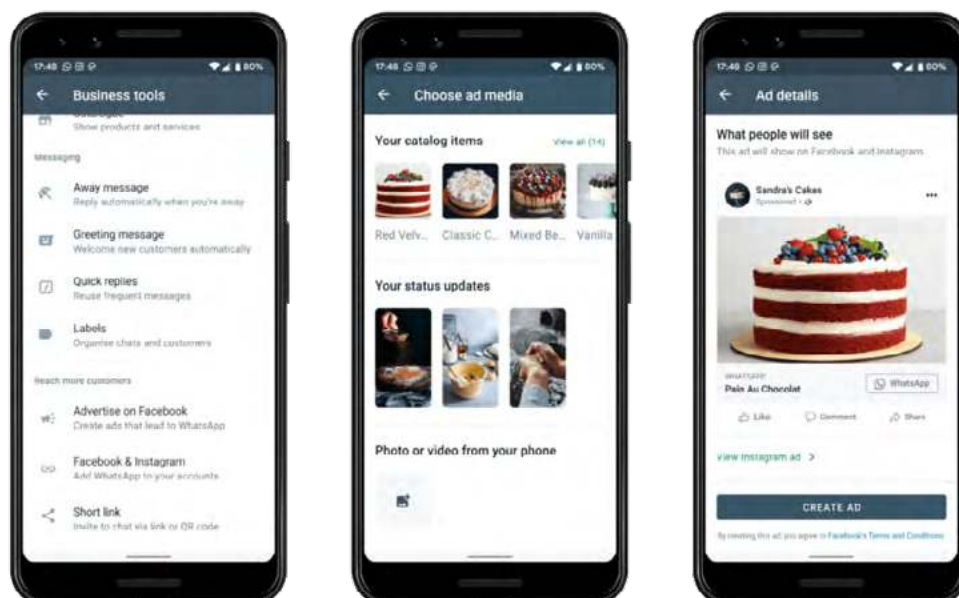 17:48
80%
Business tools
Catalogue
Show products and services
Messaging
Away message
Reply automatically when you're away
Greeting message
Welcome new customers automatically
Quick replies
Reuse frequent messages
Labels
Organise chats and customers
Reach more customers
Advertise on Facebook
Create ads that lead to WhatsApp
Facebook & Instagram
Add WhatsApp to your accounts
Short link
Invite to chat via link or QR code
17:48
80%
Choose ad media
Your catalog items
View all (14)
Red Velv...
Classic C...
Mixed Be...
Vanilla
Your status updates
Photo or video from your phone
17:48
80%
Ad details
What people will see
This ad will show on Facebook and Instagram.
Sandra's Cakes
Sponsored
WHATSAPP
Pain Au Chocolat
WhatsApp
Like
Comment
Share
View Instagram ad >
CREATE AD
By creating this ad, you agree to Facebook's Terms and Conditions